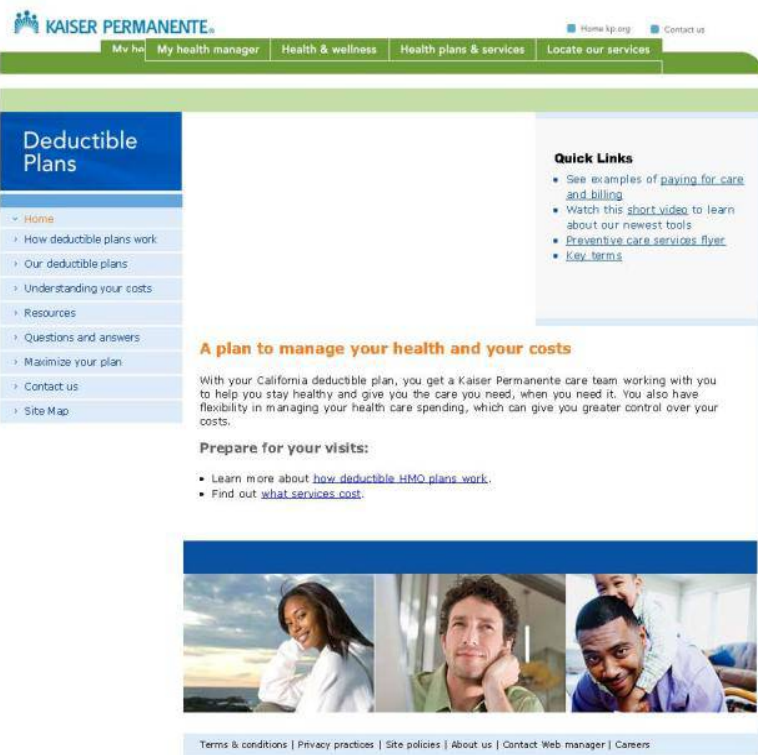 KAISER PERMANENTE®
Home kp.org Contact us
My he My health manager Health & wellness Health plans & services Locate our services
Deductible
Plans
Home
How deductible plans work
Our deductible plans
Understanding your costs
Resources
Questions and answers
Maximize your plan
Contact us
Site Map
Quick Links
See examples of paying for care
and billing
Watch this short video to learn
about our newest tools
Preventive care services flyer
Key terms
A plan to manage your health and your costs
With your California deductible plan, you get a Kaiser Permanente care team working with you
to help you stay healthy and give you the care you need, when you need it. You also have
flexibility in managing your health care spending, which can give you greater control over your
costs.
Prepare for your visits:
Learn more about how deductible HMO plans work.
Find out what services cost.
Terms & conditions | Privacy practices | Site policies | About us | Contact Web manager | Careers